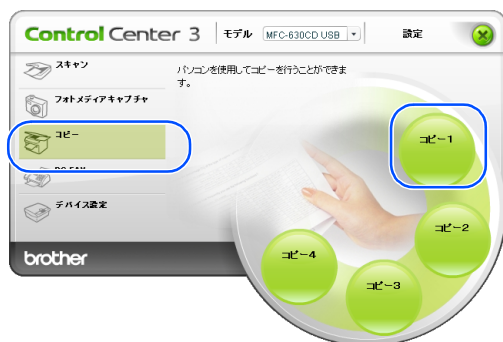 Control Center 3
モデル
MFC-630CD USB
設定
スキャン
パソコンを使用してコピーを行うことができま
す。
フォトメディアキャプチャ
コピー
コピー1
コピー2
コピー3
コピー4
デバイス設定
brother